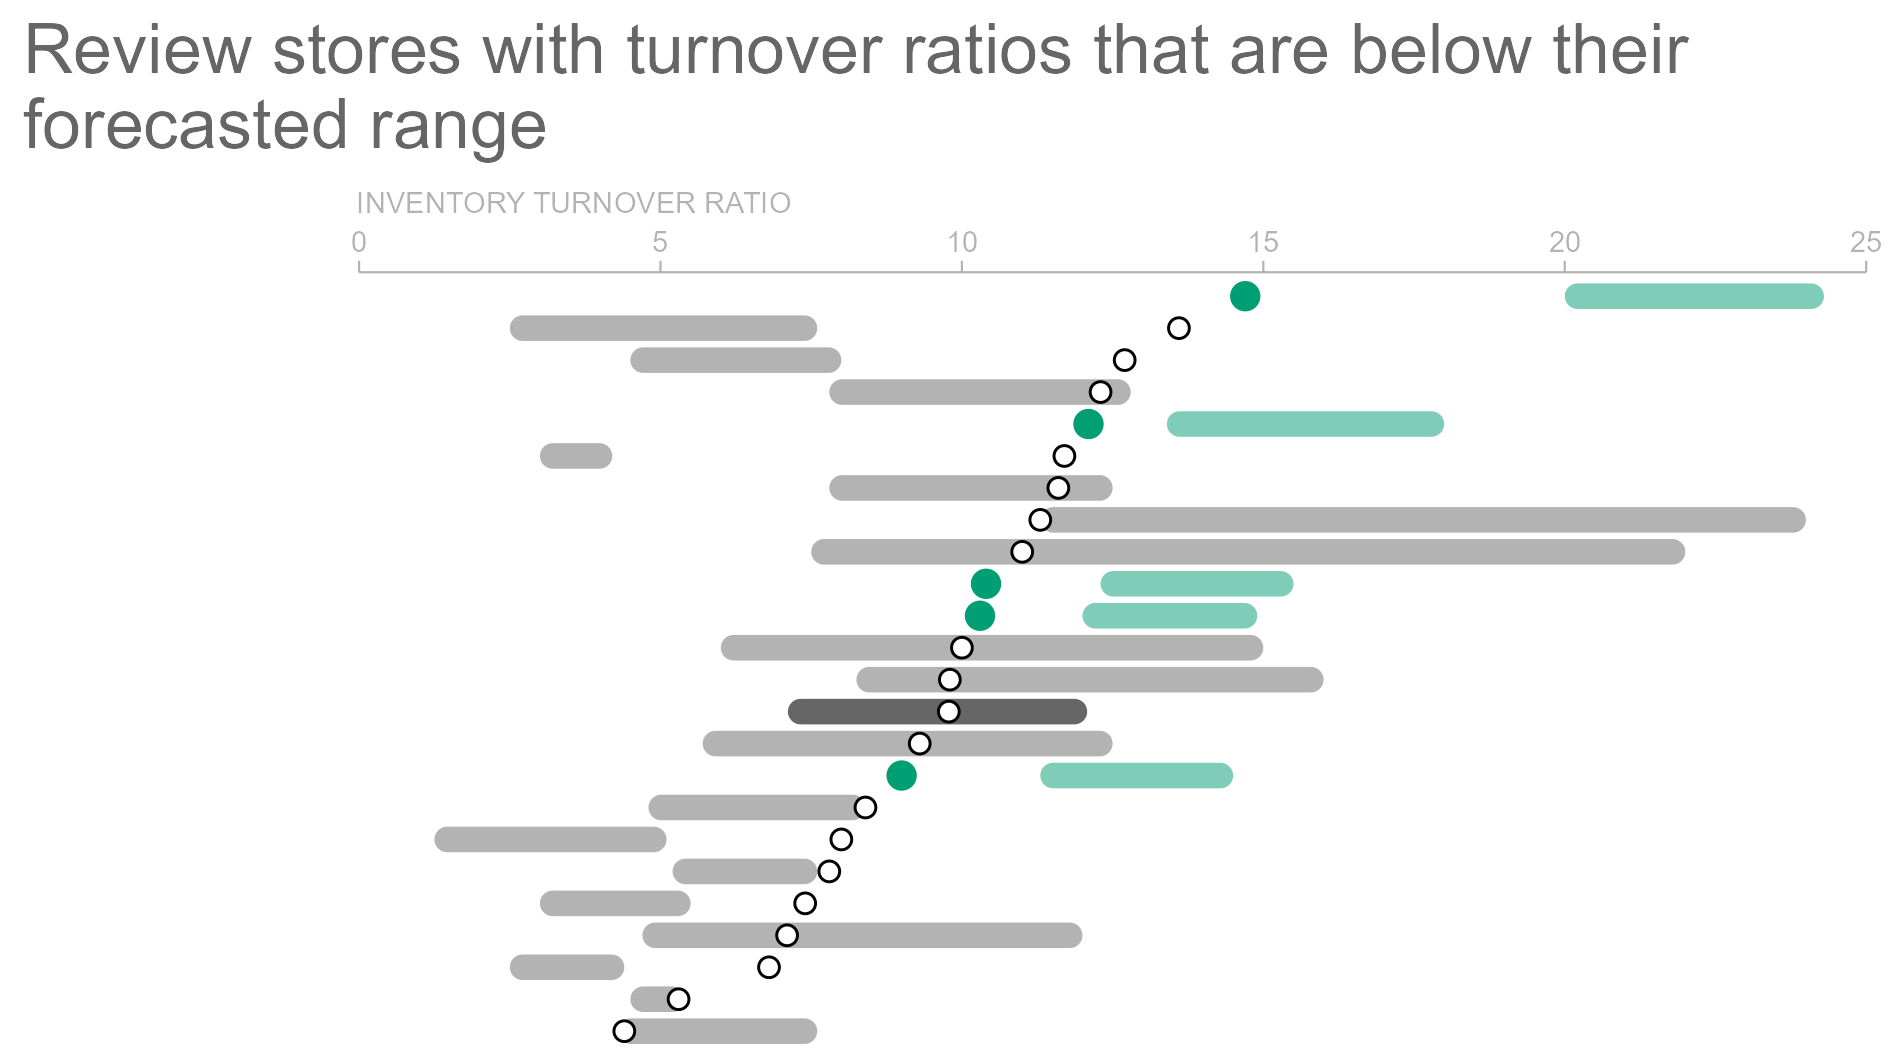 Review stores with turnover ratios that are below their
forecasted range
INVENTORY TURNOVER RATIO
0 5 10 15 20 25